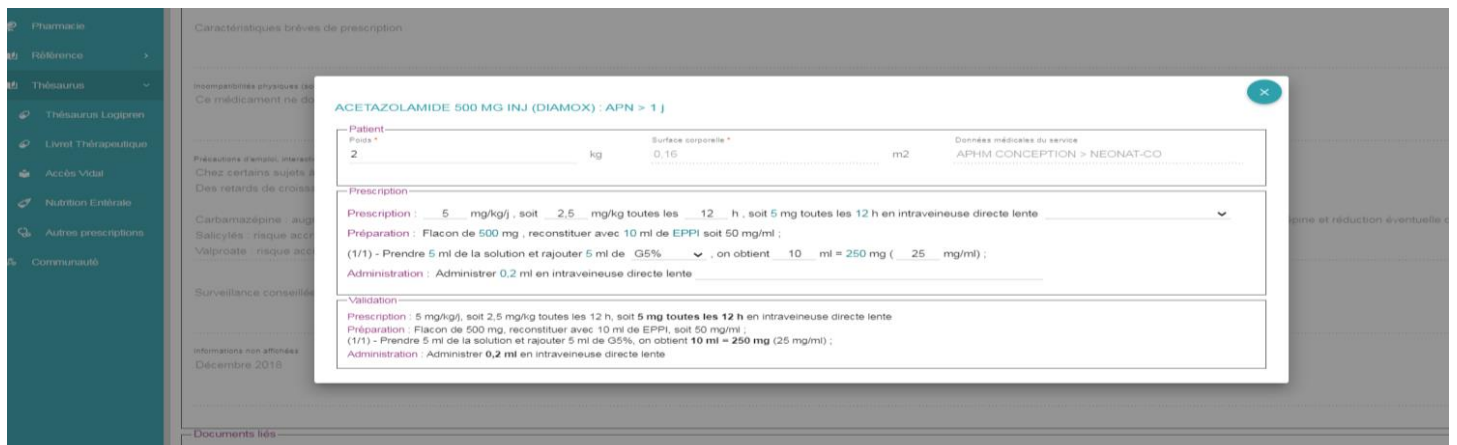 Pharmacie
Référence
Thésaurus
Thésaurus Logipren
Livret Thérapeutique
Accès Vidal
Nutrition Entérale
Autres prescriptions
Communauté
Caractéristiques brèves de prescription
Incompatibilités physiques
Ce médicament ne
Précautions d'emploi,
Chez certains sujets
Des retards de
Carbamazépine :
Salicylés : risque
Valproate : risque
Surveillance conseillée
Informations non affichées
Décembre 2018
Documents liés
et réduction éventuelle
ACETAZOLAMIDE 500 MG INJ (DIAMOX) : APN > 1 j
Patient
Poids * Surface corporelle * Données médicales du service
2 kg 0,16 m2 APHM CONCEPTION > NEONAT-CO
Prescription
Prescription : 5 mg/kg/j , soit 2,5 mg/kg toutes les 12 h , soit 5 mg toutes les 12 h en intraveineuse directe lente
Préparation : Flacon de 500 mg , reconstituer avec 10 ml de EPPI soit 50 mg/ml ;
(1/1) - Prendre 5 ml de la solution et rajouter 5 ml de G5% , on obtient 10 ml = 250 mg ( 25 mg/ml) ;
Administration : Administrer 0,2 ml en intraveineuse directe lente
Validation
Prescription : 5 mg/kg/j, soit 2,5 mg/kg toutes les 12 h, soit 5 mg toutes les 12 h en intraveineuse directe lente
Préparation : Flacon de 500 mg, reconstituer avec 10 ml de EPPI, soit 50 mg/ml ;
(1/1) - Prendre 5 ml de la solution et rajouter 5 ml de G5%, on obtient 10 ml = 250 mg (25 mg/ml) ;
Administration : Administrer 0,2 ml en intraveineuse directe lente